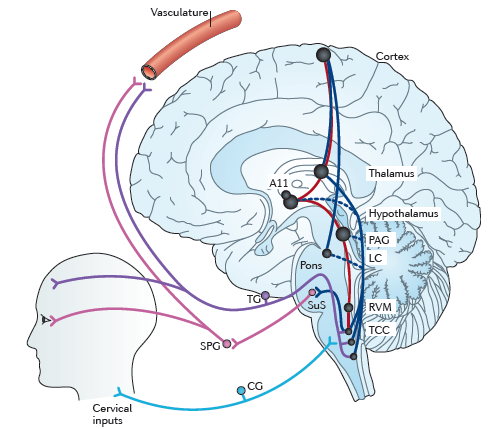 Vasculature
Cortex
Thalamus
A11
Hypothalamus
PAG
LC
Pons
TG
SuS
RVM
TCC
SPG
CG
Cervical
inputs